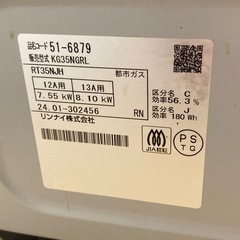 品名コード 51-6879
販売型式 KG35NGRL
RT35NJH 都市ガス
12A用 13A用
7.55 kW 8.10 kW
24.01-302456 RN
リンナイ株式会社
区分名 C
効率56.3 %
区分名 J
効率 180 Wh
JIA認証
PS
TG